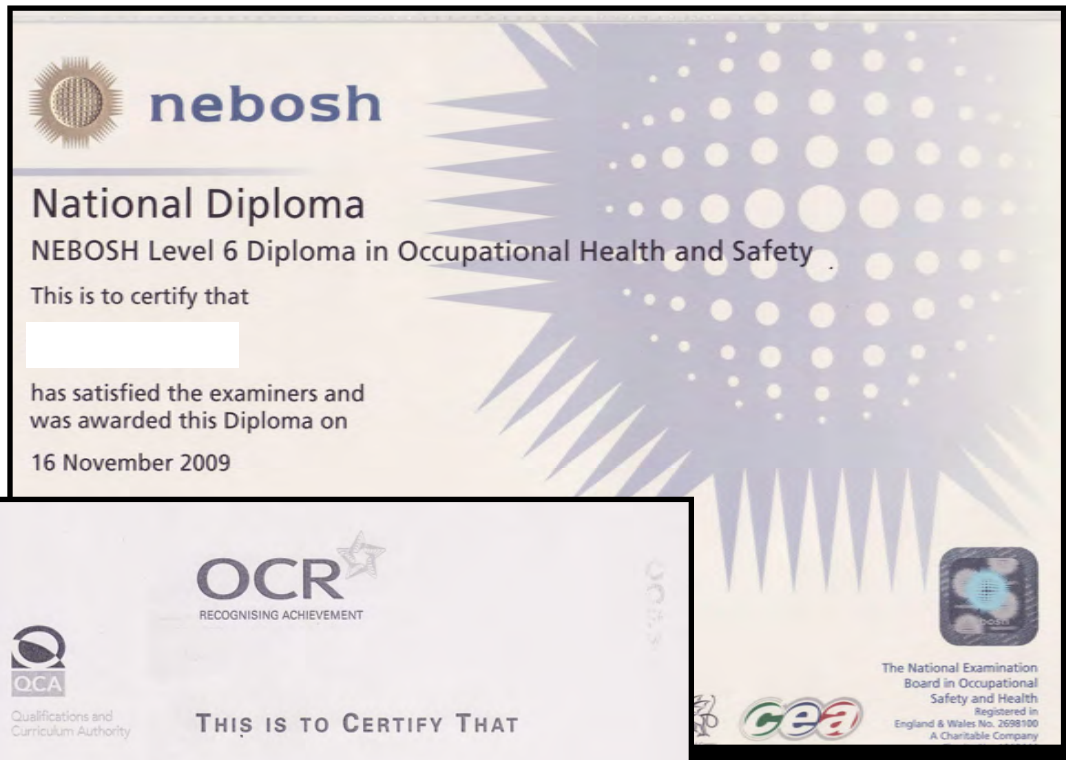 nebosh
National Diploma
NEBOSH Level 6 Diploma in Occupational Health and Safety
This is to certify that
has satisfied the examiners and
was awarded this Diploma on
16 November 2009
nebosh
The National Examination
Board in Occupational
Safety and Health
Registered in
England & Wales No. 2698100
A Charitable Company
cea
OCR
RECOGNISING ACHIEVEMENT
QCA
Qualifications and
Curriculum Authority
THIS IS TO CERTIFY THAT